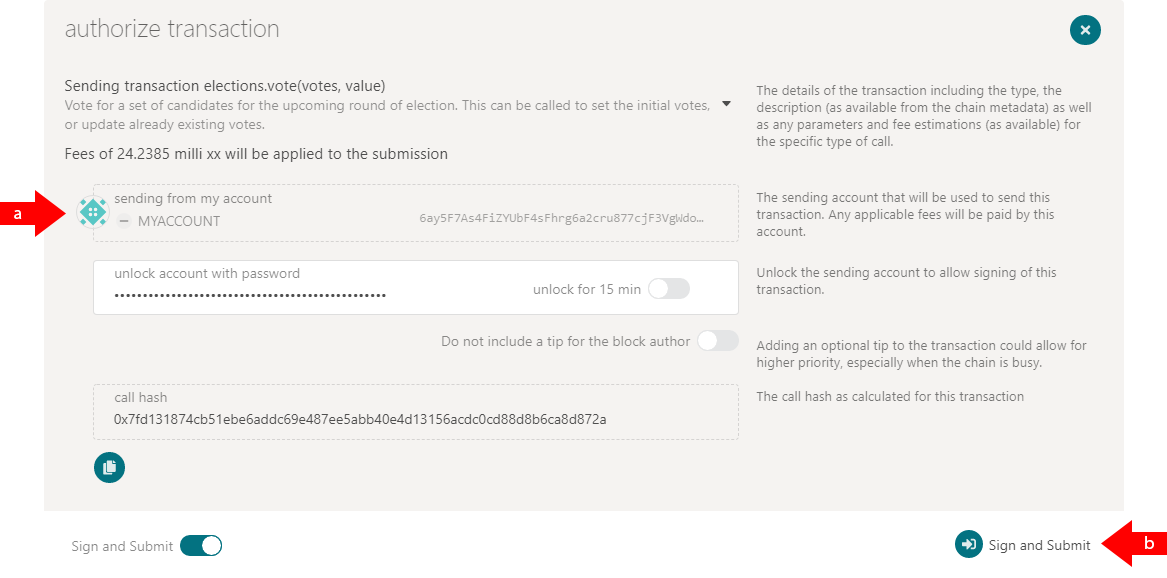 authorize transaction
Sending transaction elections.vote(votes, value)
Vote for a set of candidates for the upcoming round of election. This can be called to set the initial votes,
or update already existing votes.
Fees of 24.2385 milli xx will be applied to the submission
The details of the transaction including the type, the
description (as available from the chain metadata) as well
as any parameters and fee estimations (as available) for
the specific type of call.
a
sending from my account
MYACCOUNT
6ay5F7As4FiZYUbF4sFhrg6a2cru877cjF3VgWdo...
The sending account that will be used to send this
transaction. Any applicable fees will be paid by this
account.
unlock account with password
unlock for 15 min
Unlock the sending account to allow signing of this
transaction.
Do not include a tip for the block author
Adding an optional tip to the transaction could allow for
higher priority, especially when the chain is busy.
call hash
0x7fd131874cb51ebe6addc69e487ee5abb40e4d13156acdc0cd88d8b6ca8d872a
The call hash as calculated for this transaction
Sign and Submit
Sign and Submit
b